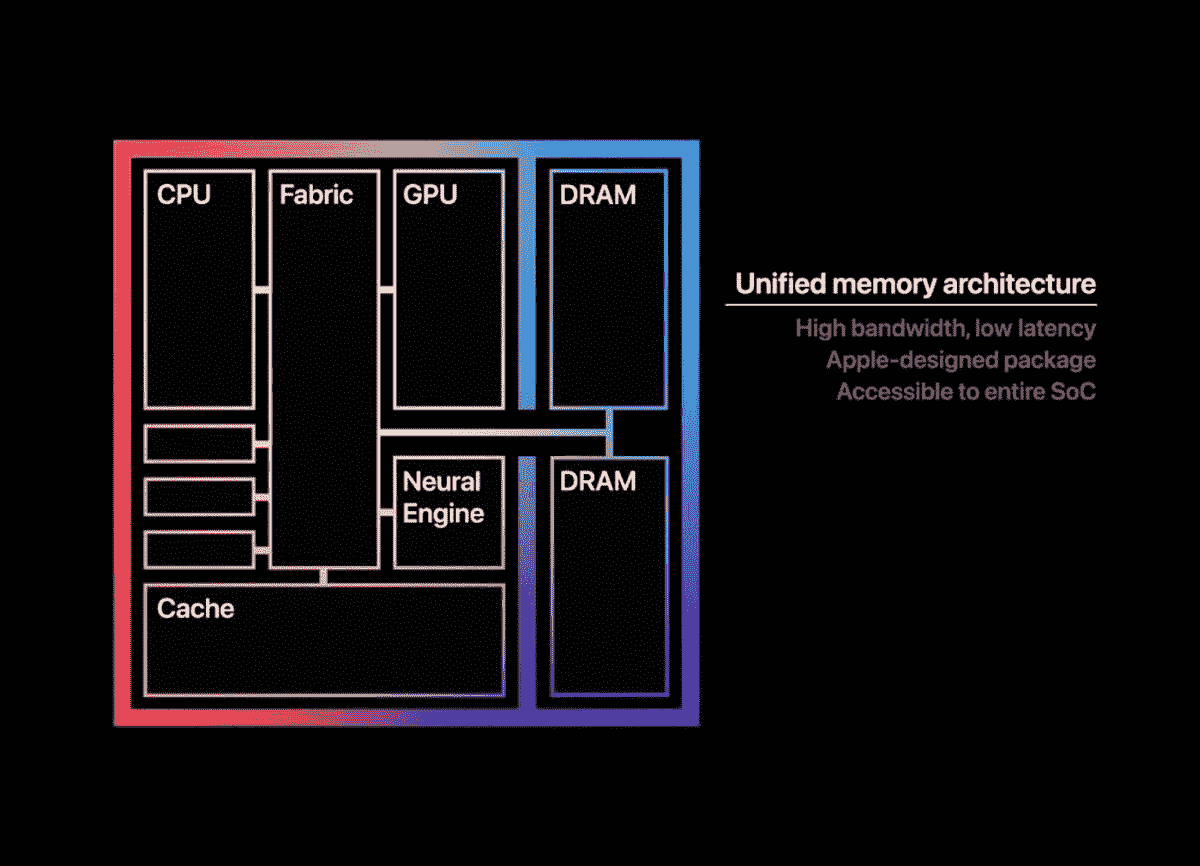 CPU
Fabric
GPU
DRAM
Unified memory architecture
High bandwidth, low latency
Apple-designed package
Accessible to entire SoC
Neural
Engine
DRAM
Cache